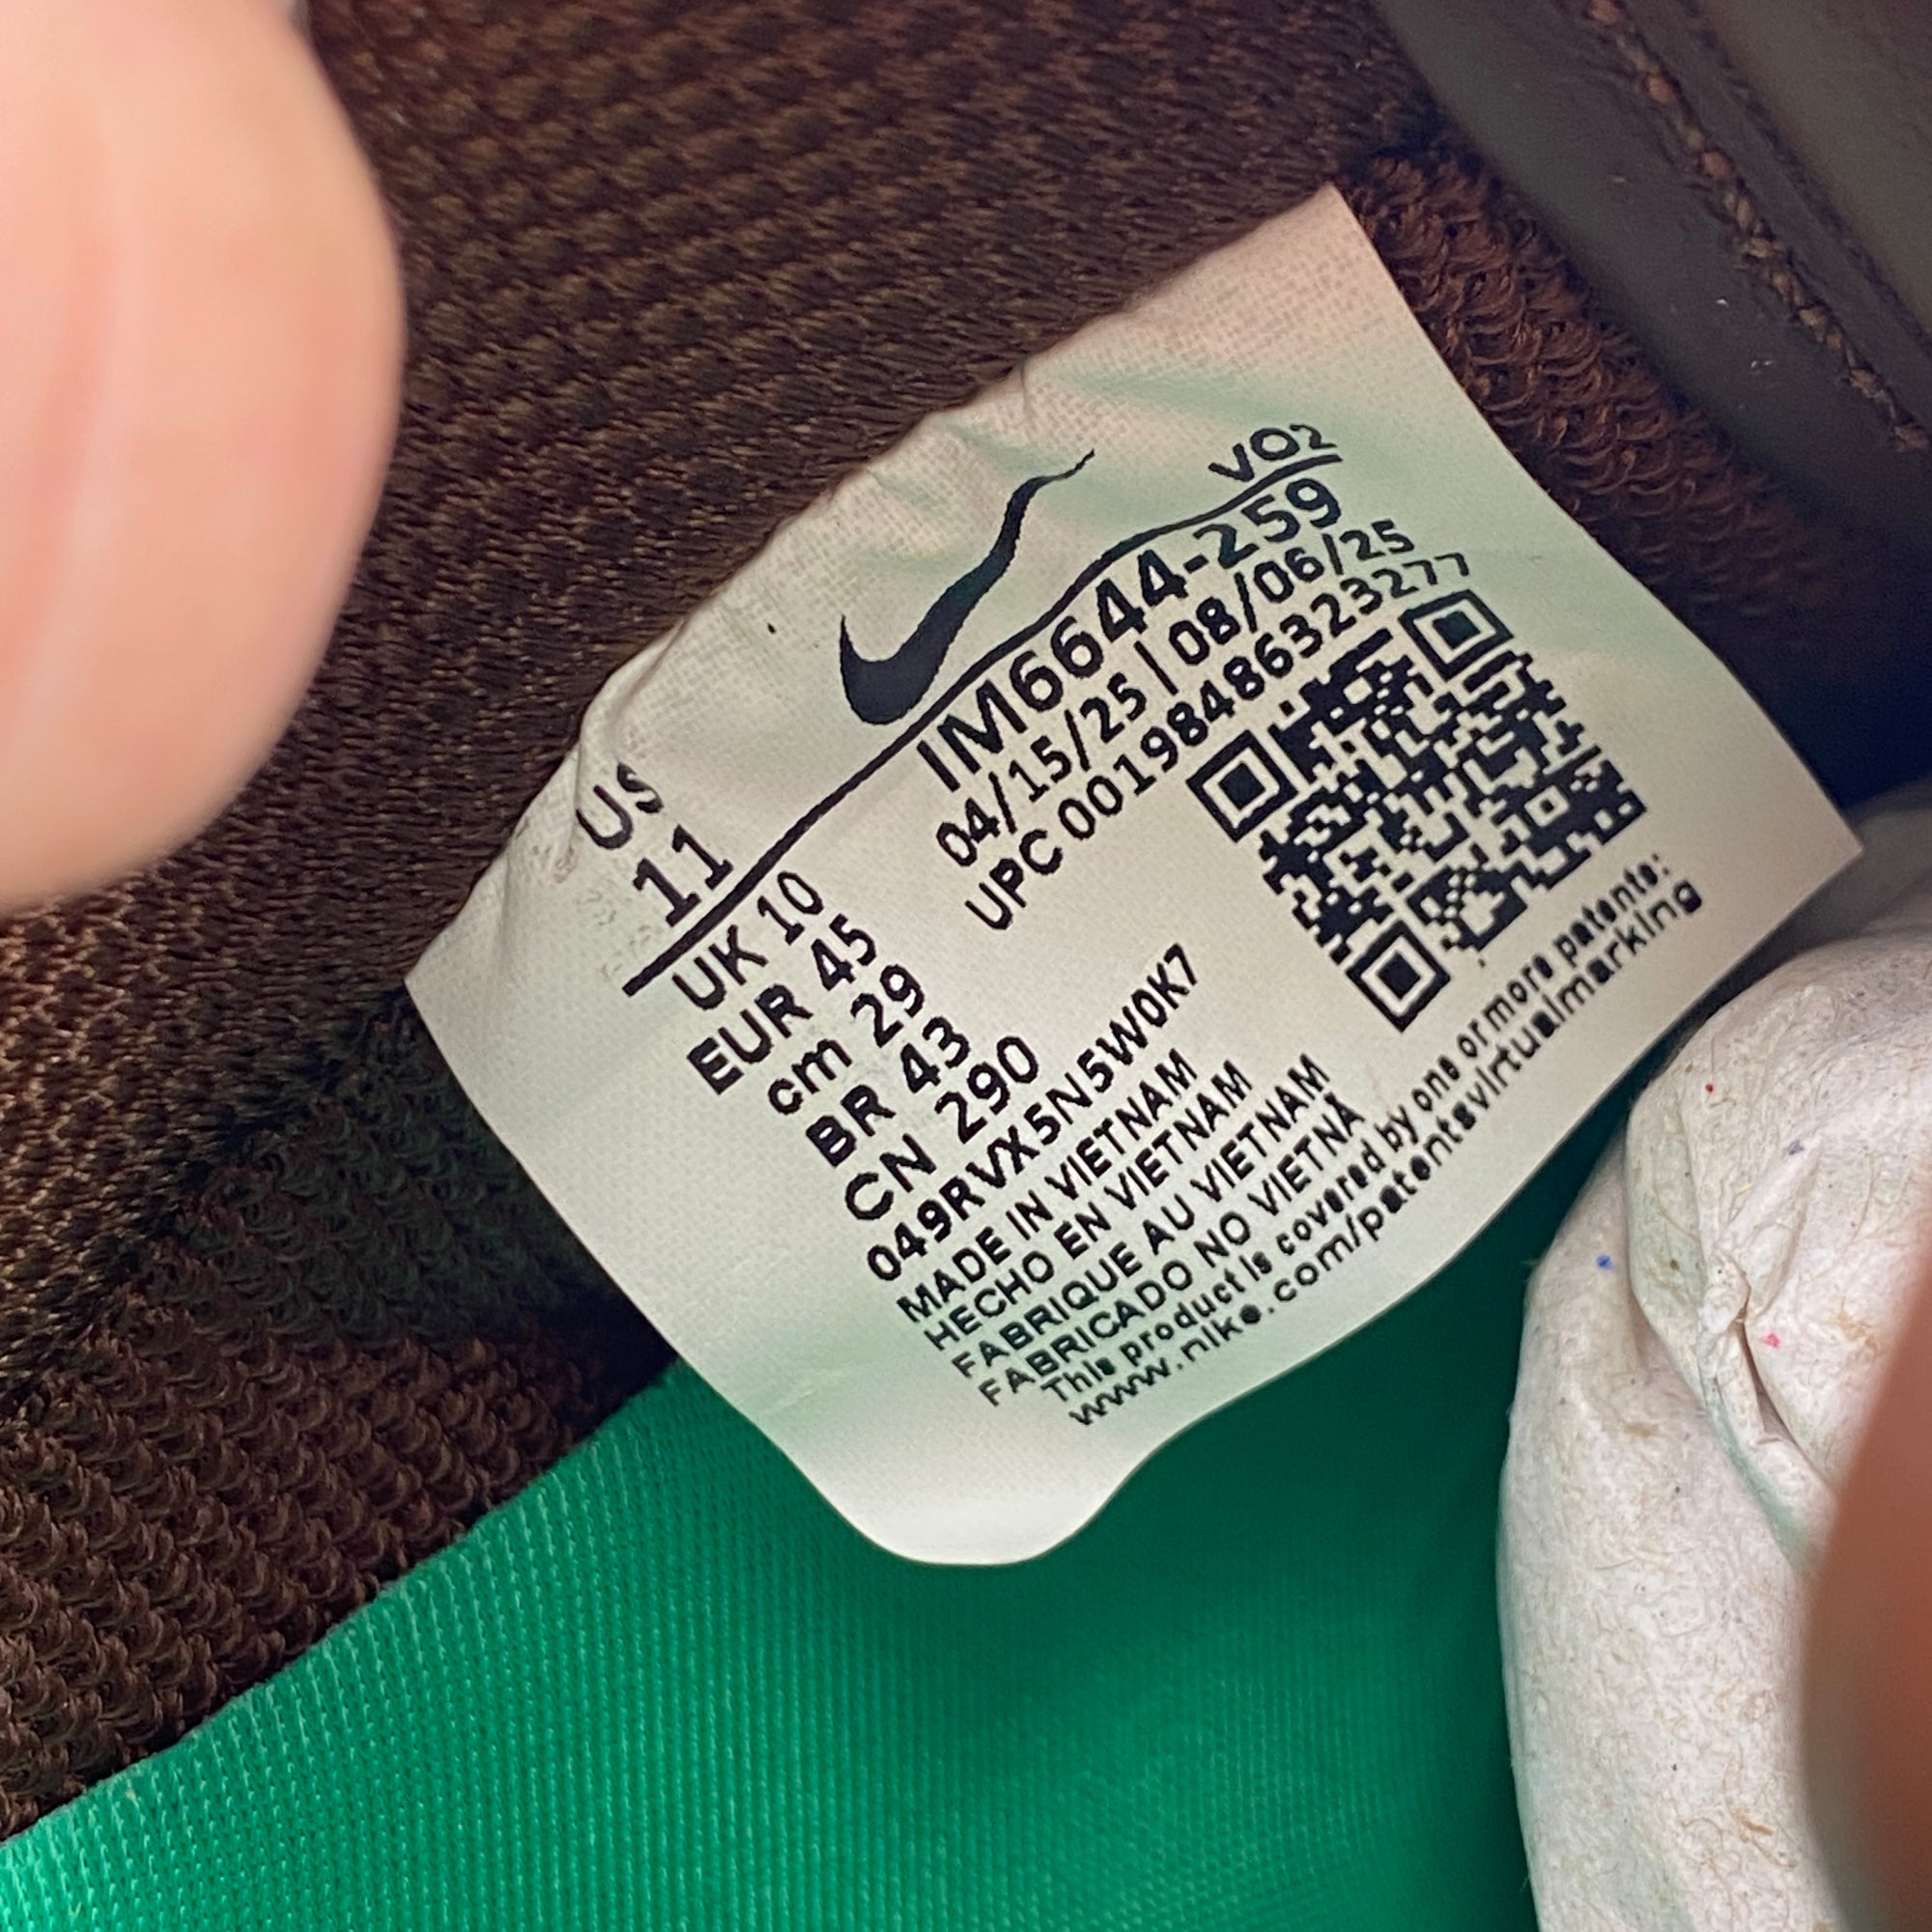 VO2
US
11
IM6644-259
04/15/25 | 08/06/25
UPC 00198486323277
UK 10
EUR 45
cm 29
BR 43
CN 290
049RVX5N5W0K7
MADE IN VIETNAM
HECHO EN VIETNAM
FABRIQUE AU VIETNAM
FABRICADO NO VIETNÃ
This product is covered by one or more patents:
www.nike.com/patentsvirtualmarking